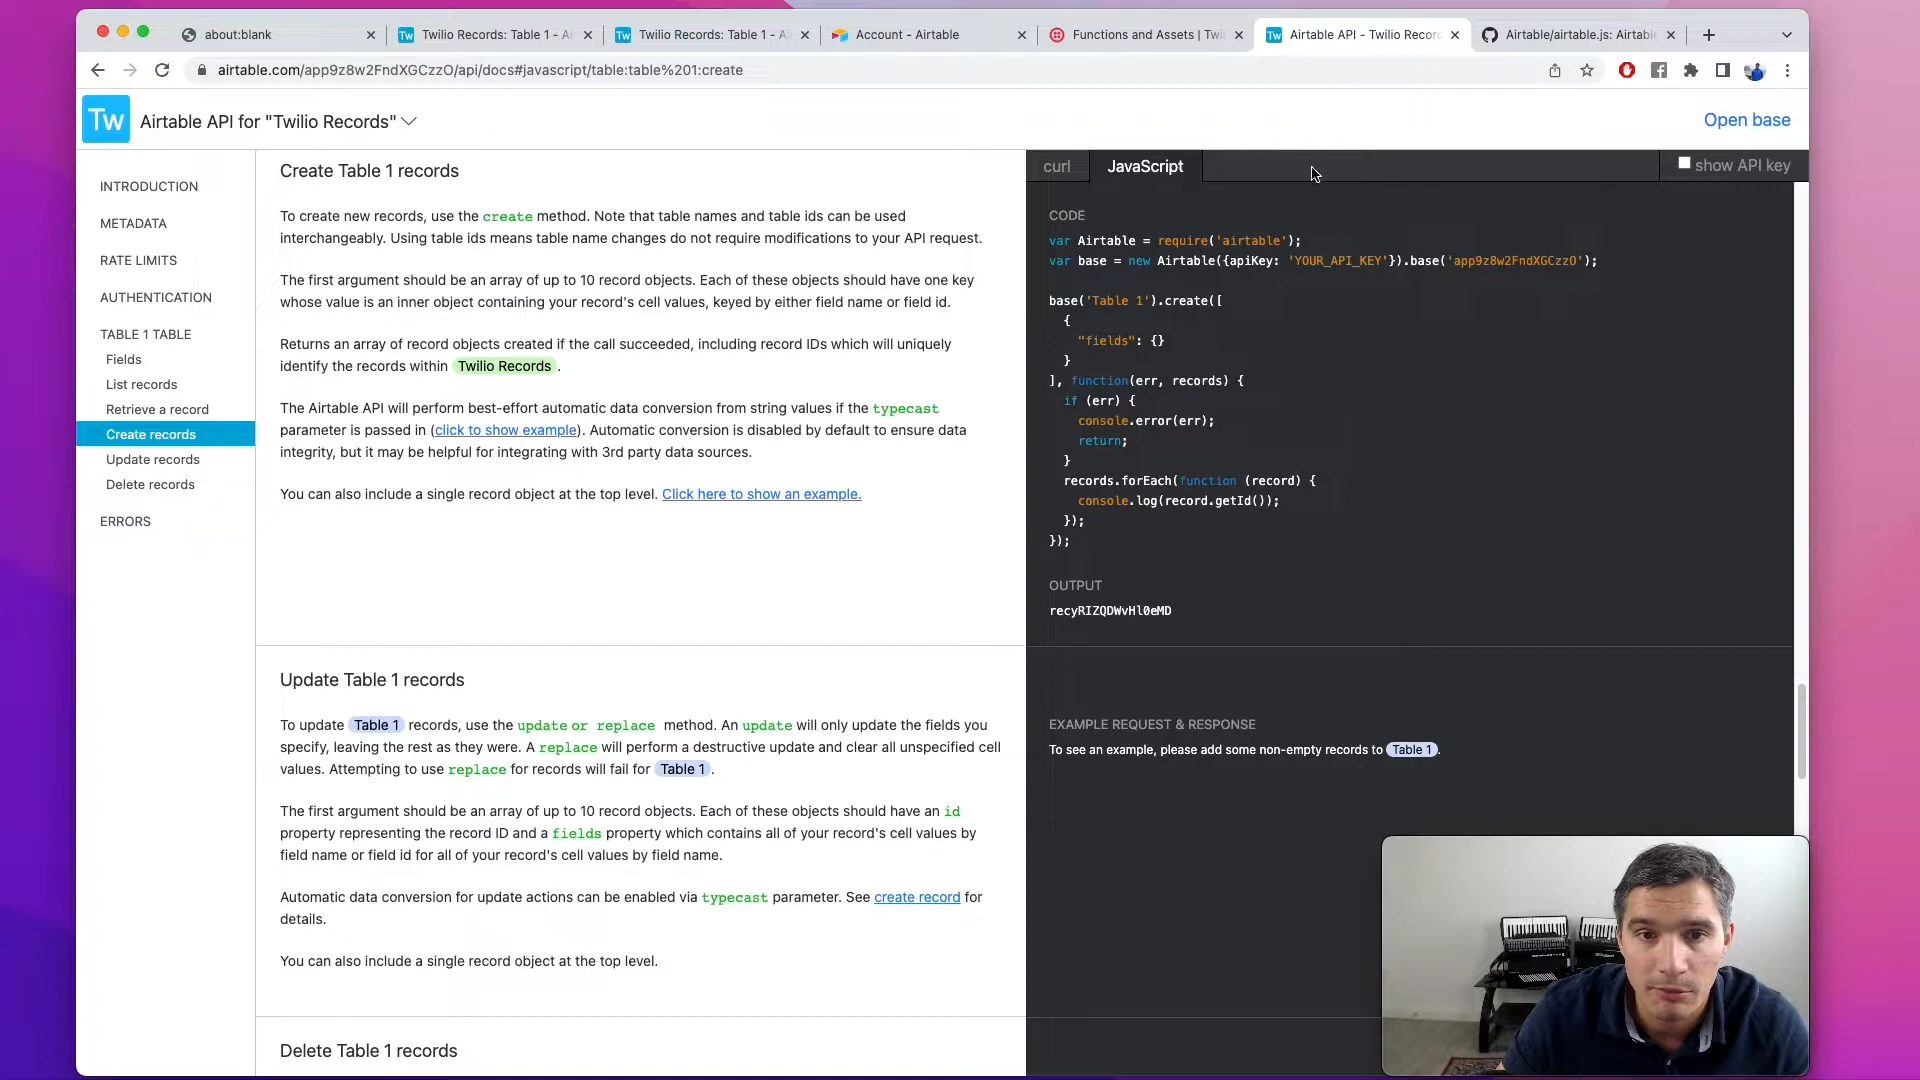 about:blank
Twilio Records: Table 1 - Ai
Twilio Records: Table 1 - Ai
Account - Airtable
Functions and Assets | Twi
Airtable API - Twilio Record
Airtable/airtable.js: Airtable
airtable.com/app9z8w2FndXGCzzO/api/docs#javascript/table:table%201:create
Tw
Airtable API for "Twilio Records"
Open base
INTRODUCTION
METADATA
RATE LIMITS
AUTHENTICATION
TABLE 1 TABLE
Fields
List records
Retrieve a record
Create records
Update records
Delete records
ERRORS
Create Table 1 records
To create new records, use the create method. Note that table names and table ids can be used
interchangeably. Using table ids means table name changes do not require modifications to your API request.
The first argument should be an array of up to 10 record objects. Each of these objects should have one key
whose value is an inner object containing your record's cell values, keyed by either field name or field id.
Returns an array of record objects created if the call succeeded, including record IDs which will uniquely
identify the records within Twilio Records .
The Airtable API will perform best-effort automatic data conversion from string values if the typecast
parameter is passed in (click to show example). Automatic conversion is disabled by default to ensure data
integrity, but it may be helpful for integrating with 3rd party data sources.
You can also include a single record object at the top level. Click here to show an example.
Update Table 1 records
To update Table 1 records, use the update or replace method. An update will only update the fields you
specify, leaving the rest as they were. A replace will perform a destructive update and clear all unspecified cell
values. Attempting to use replace for records will fail for Table 1 .
The first argument should be an array of up to 10 record objects. Each of these objects should have an id
property representing the record ID and a fields property which contains all of your record's cell values by
field name or field id for all of your record's cell values by field name.
Automatic data conversion for update actions can be enabled via typecast parameter. See create record for
details.
You can also include a single record object at the top level.
Delete Table 1 records
curl
JavaScript
show API key
CODE
var Airtable = require('airtable');
var base = new Airtable({apiKey: 'YOUR_API_KEY'}).base('app9z8w2FndXGCzzO');
base('Table 1').create([
{
"fields": {}
}
], function(err, records) {
if (err) {
console.error(err);
return;
}
records.forEach(function (record) {
console.log(record.getId());
});
});
OUTPUT
recyRIZQDWvHl0eMD
EXAMPLE REQUEST & RESPONSE
To see an example, please add some non-empty records to Table 1 .